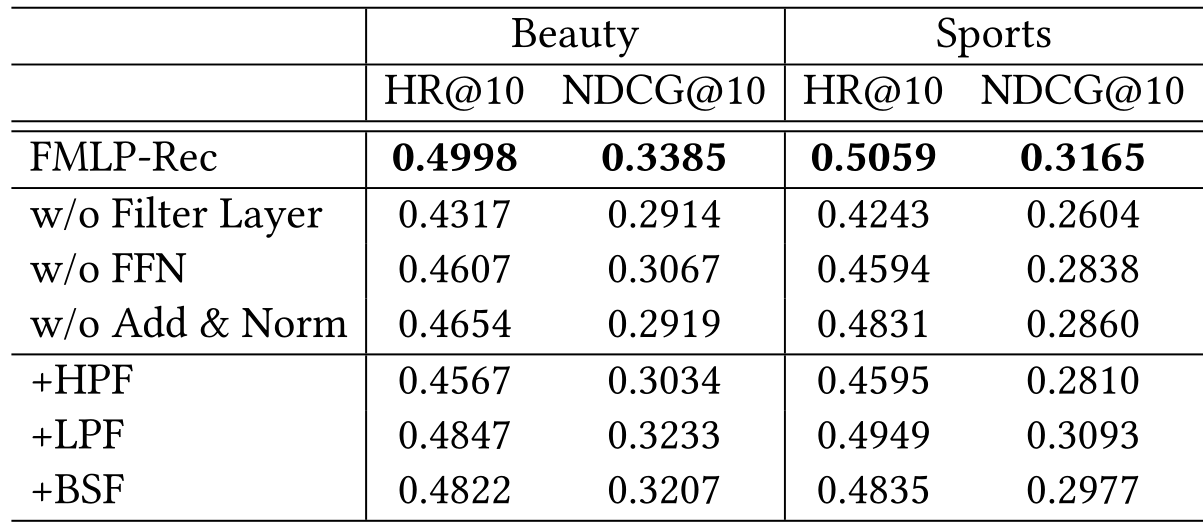 Beauty Sports
HR@10 NDCG@10 HR@10 NDCG@10
FMLP-Rec 0.4998 0.3385 0.5059 0.3165
w/o Filter Layer 0.4317 0.2914 0.4243 0.2604
w/o FFN 0.4607 0.3067 0.4594 0.2838
w/o Add & Norm 0.4654 0.2919 0.4831 0.2860
+HPF 0.4567 0.3034 0.4595 0.2810
+LPF 0.4847 0.3233 0.4949 0.3093
+BSF 0.4822 0.3207 0.4835 0.2977